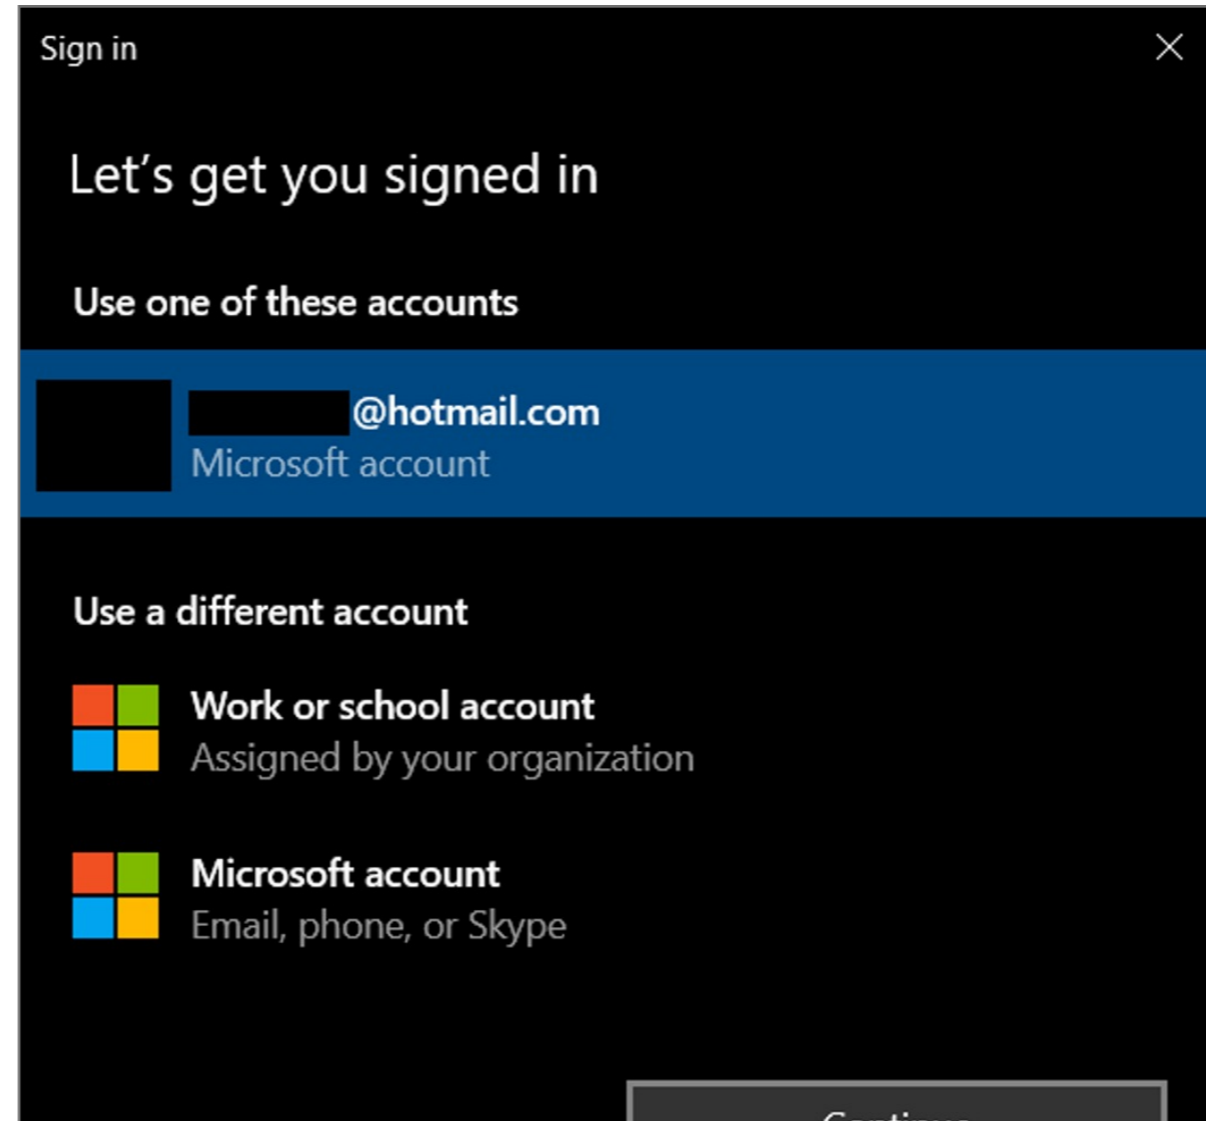 Sign in
Let's get you signed in
Use one of these accounts
@hotmail.com
Microsoft account
Use a different account
Work or school account
Assigned by your organization
Microsoft account
Email, phone, or Skype
Continue